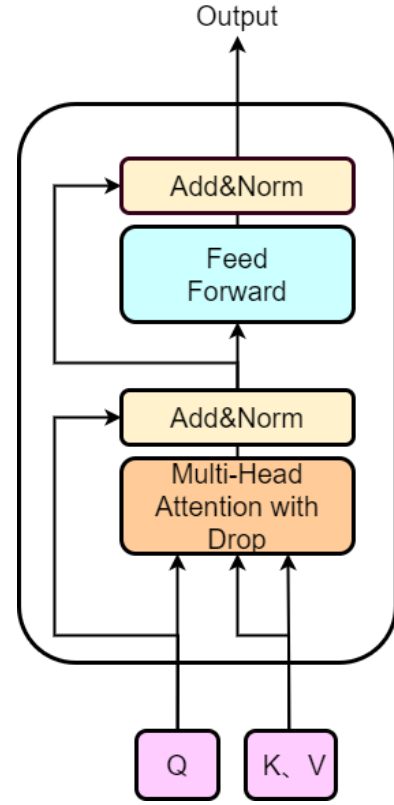 Output
Add&Norm
Feed
Forward
Add&Norm
Multi-Head
Attention with
Drop
Q
K、V